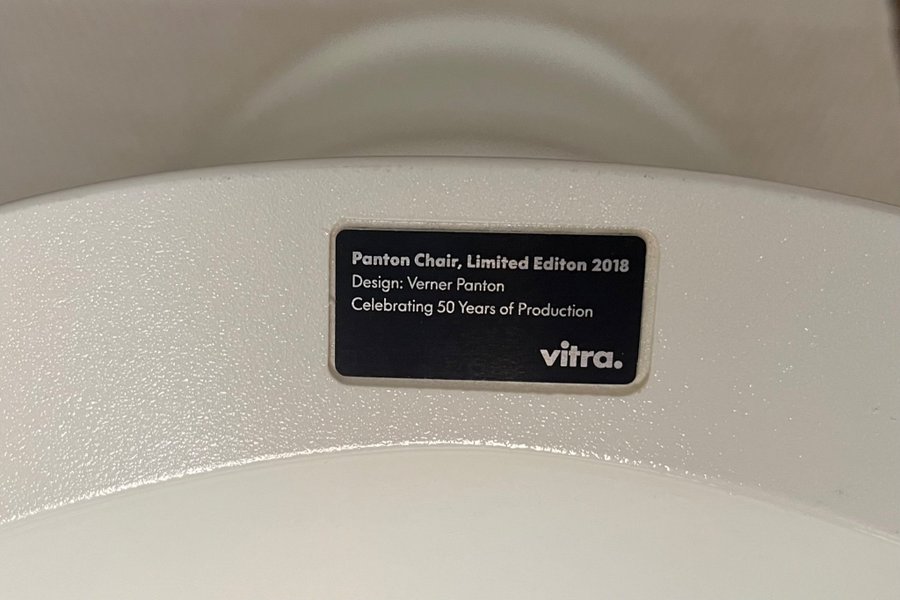 Panton Chair, Limited Editon 2018
Design: Verner Panton
Celebrating 50 Years of Production
vitra.